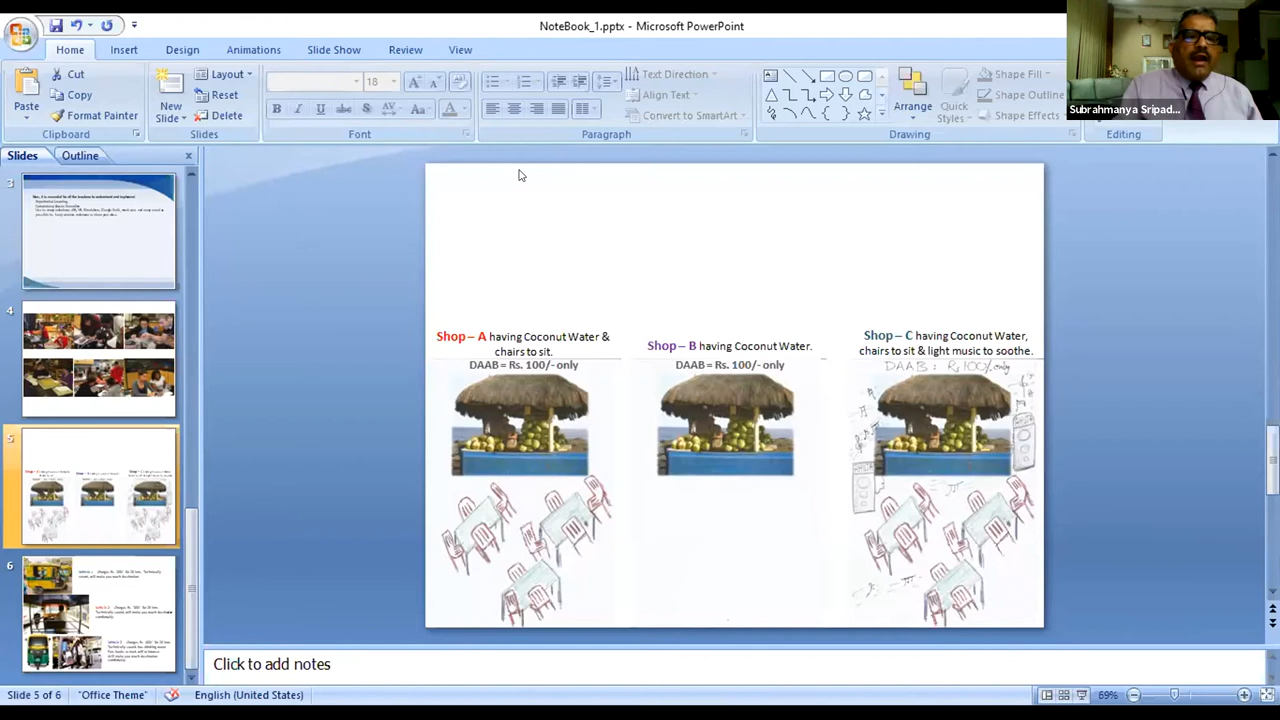 NoteBook_1.pptx - Microsoft PowerPoint
Home Insert Design Animations Slide Show Review View
Cut
Copy
Format Painter
Paste
Clipboard
New
Slide
Layout
Reset
Delete
Slides
18
Font
Text Direction
Align Text
Convert to SmartArt
Paragraph
Arrange
Quick
Styles
Shape Fill
Shape Outline
Shape Effects
Drawing
Editing
Subrahmanya Sripad...
Slides Outline
3
4
5
6
Shop – A having Coconut Water &
chairs to sit.
DAAB = Rs. 100/- only
Shop – B having Coconut Water.
DAAB = Rs. 100/- only
Shop – C having Coconut Water,
chairs to sit & light music to soothe.
DAAB : Rs 100/- only
Click to add notes
Slide 5 of 6 "Office Theme" English (United States) 69%